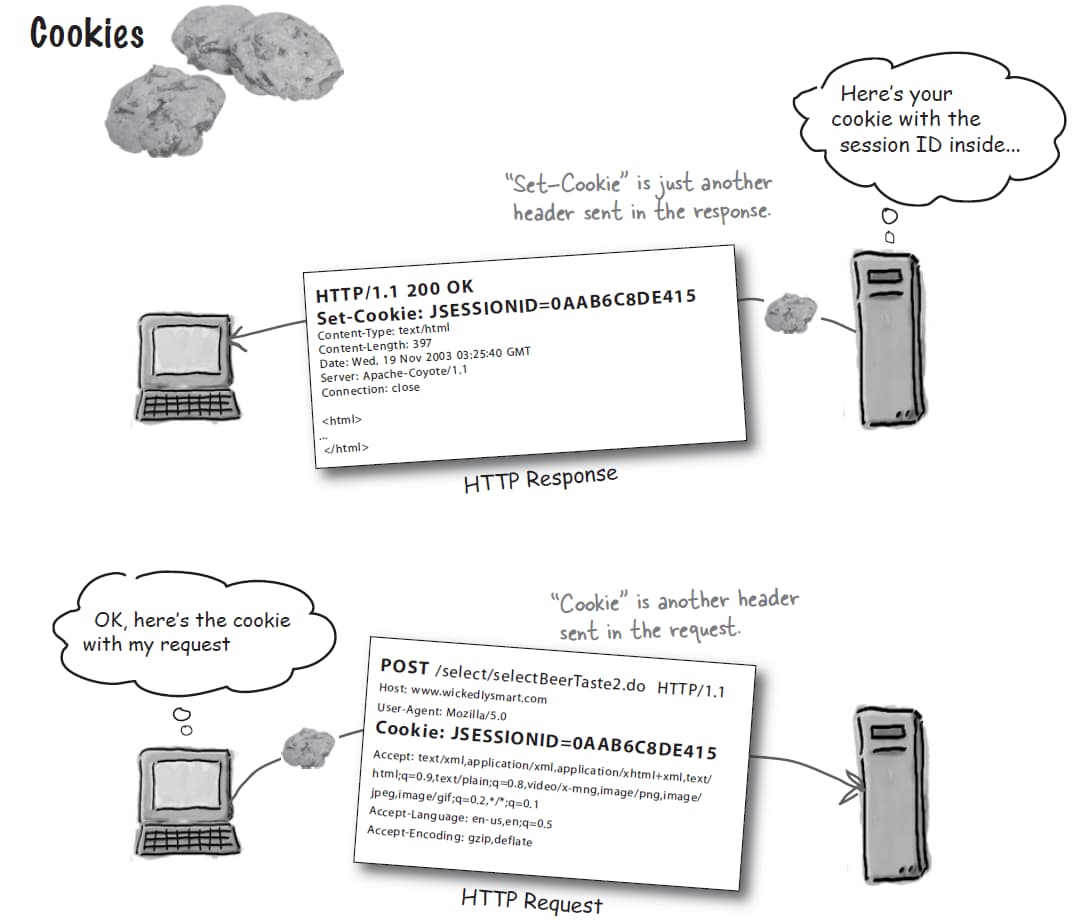 Cookies
Here's your
cookie with the
session ID inside...
"Set-Cookie" is just another
header sent in the response.
HTTP/1.1 200 OK
Set-Cookie: JSESSIONID=0AAB6C8DE415
Content-Type: text/html
Content-Length: 397
Date: Wed, 19 Nov 2003 03:25:40 GMT
Server: Apache-Coyote/1.1
Connection: close
<html>
...
</html>
HTTP Response
OK, here's the cookie
with my request
"Cookie" is another header
sent in the request.
POST /select/selectBeerTaste2.do HTTP/1.1
Host: www.wickedlysmart.com
User-Agent: Mozilla/5.0
Cookie: JSESSIONID=0AAB6C8DE415
Accept: text/xml,application/xml,application/xhtml+xml,text/
html;q=0.9,text/plain;q=0.8,video/x-mng,image/png,image/
jpeg,image/gif;q=0.2,*/*;q=0.1
Accept-Language: en-us,en;q=0.5
Accept-Encoding: gzip,deflate
HTTP Request